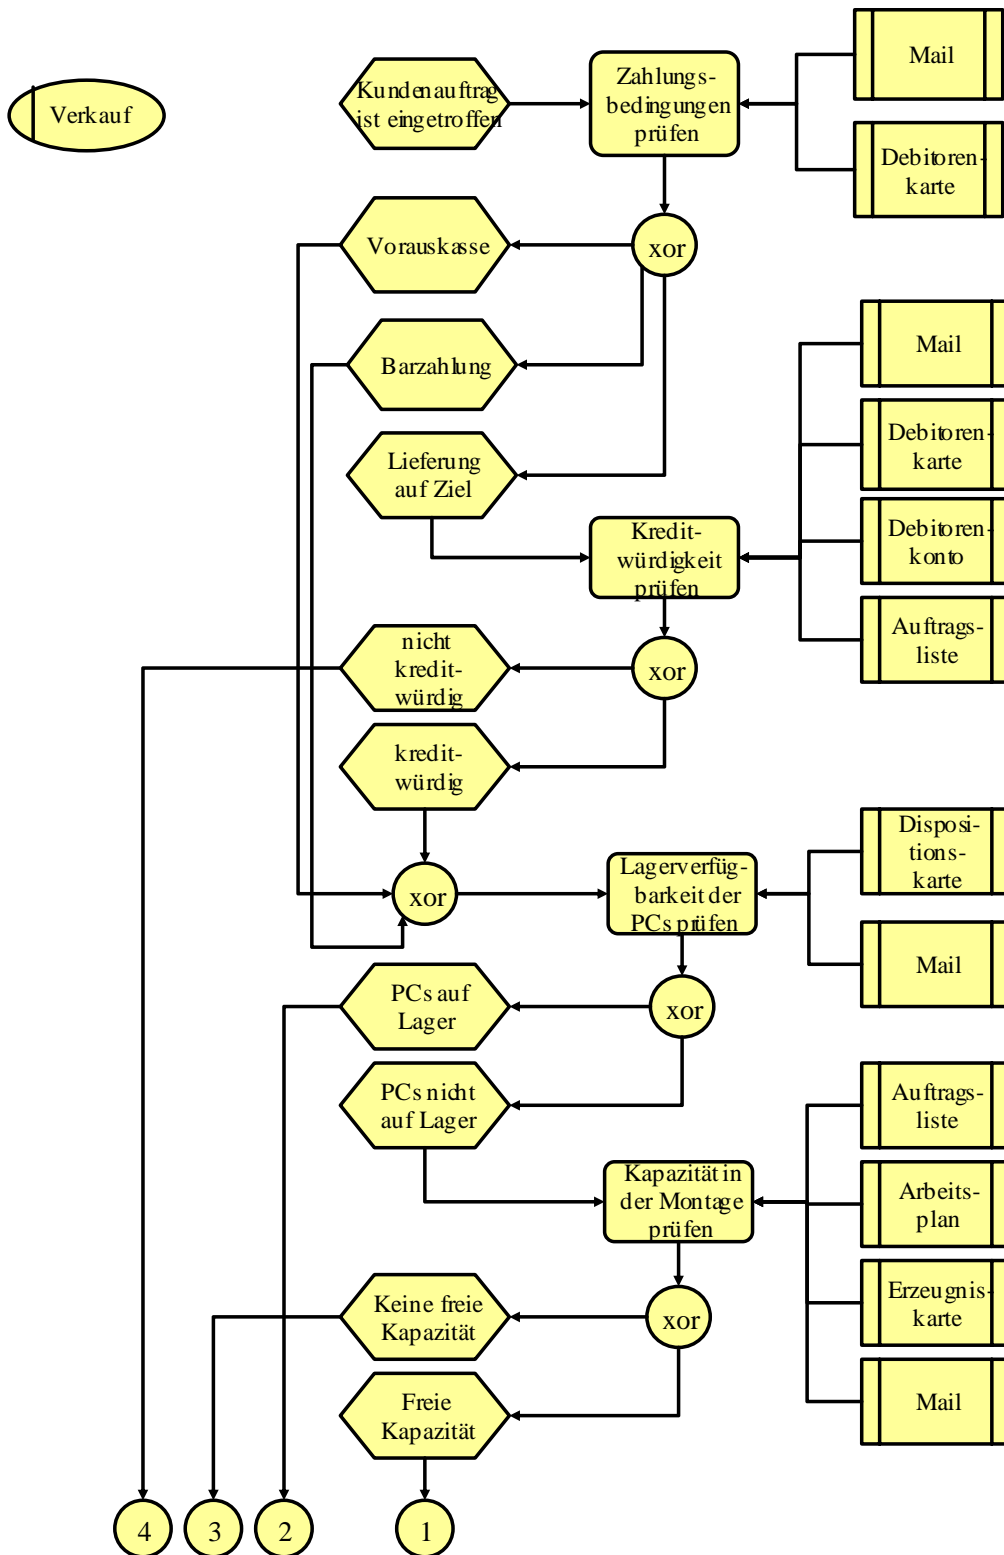 Verkauf
Kundenauftrag
ist eingetroffen
Zahlungs-
bedingungen
prüfen
Mail
Debitoren-
karte
xor
Vorauskasse
Barzahlung
Lieferung
auf Ziel
Mail
Debitoren-
karte
Kredit-
würdigkeit
prüfen
Debitoren-
konto
Auftrags-
liste
xor
nicht
kredit-
würdig
kredit-
würdig
xor
Lagerverfüg-
barkeit der
PCs prüfen
Dispositi-
tions-
karte
Mail
xor
PCs auf
Lager
PCs nicht
auf Lager
Kapazität in
der Montage
prüfen
Auftrags-
liste
Arbeits-
plan
Erzeugnis-
karte
Mail
xor
Keine freie
Kapazität
Freie
Kapazität
4
3
2
1